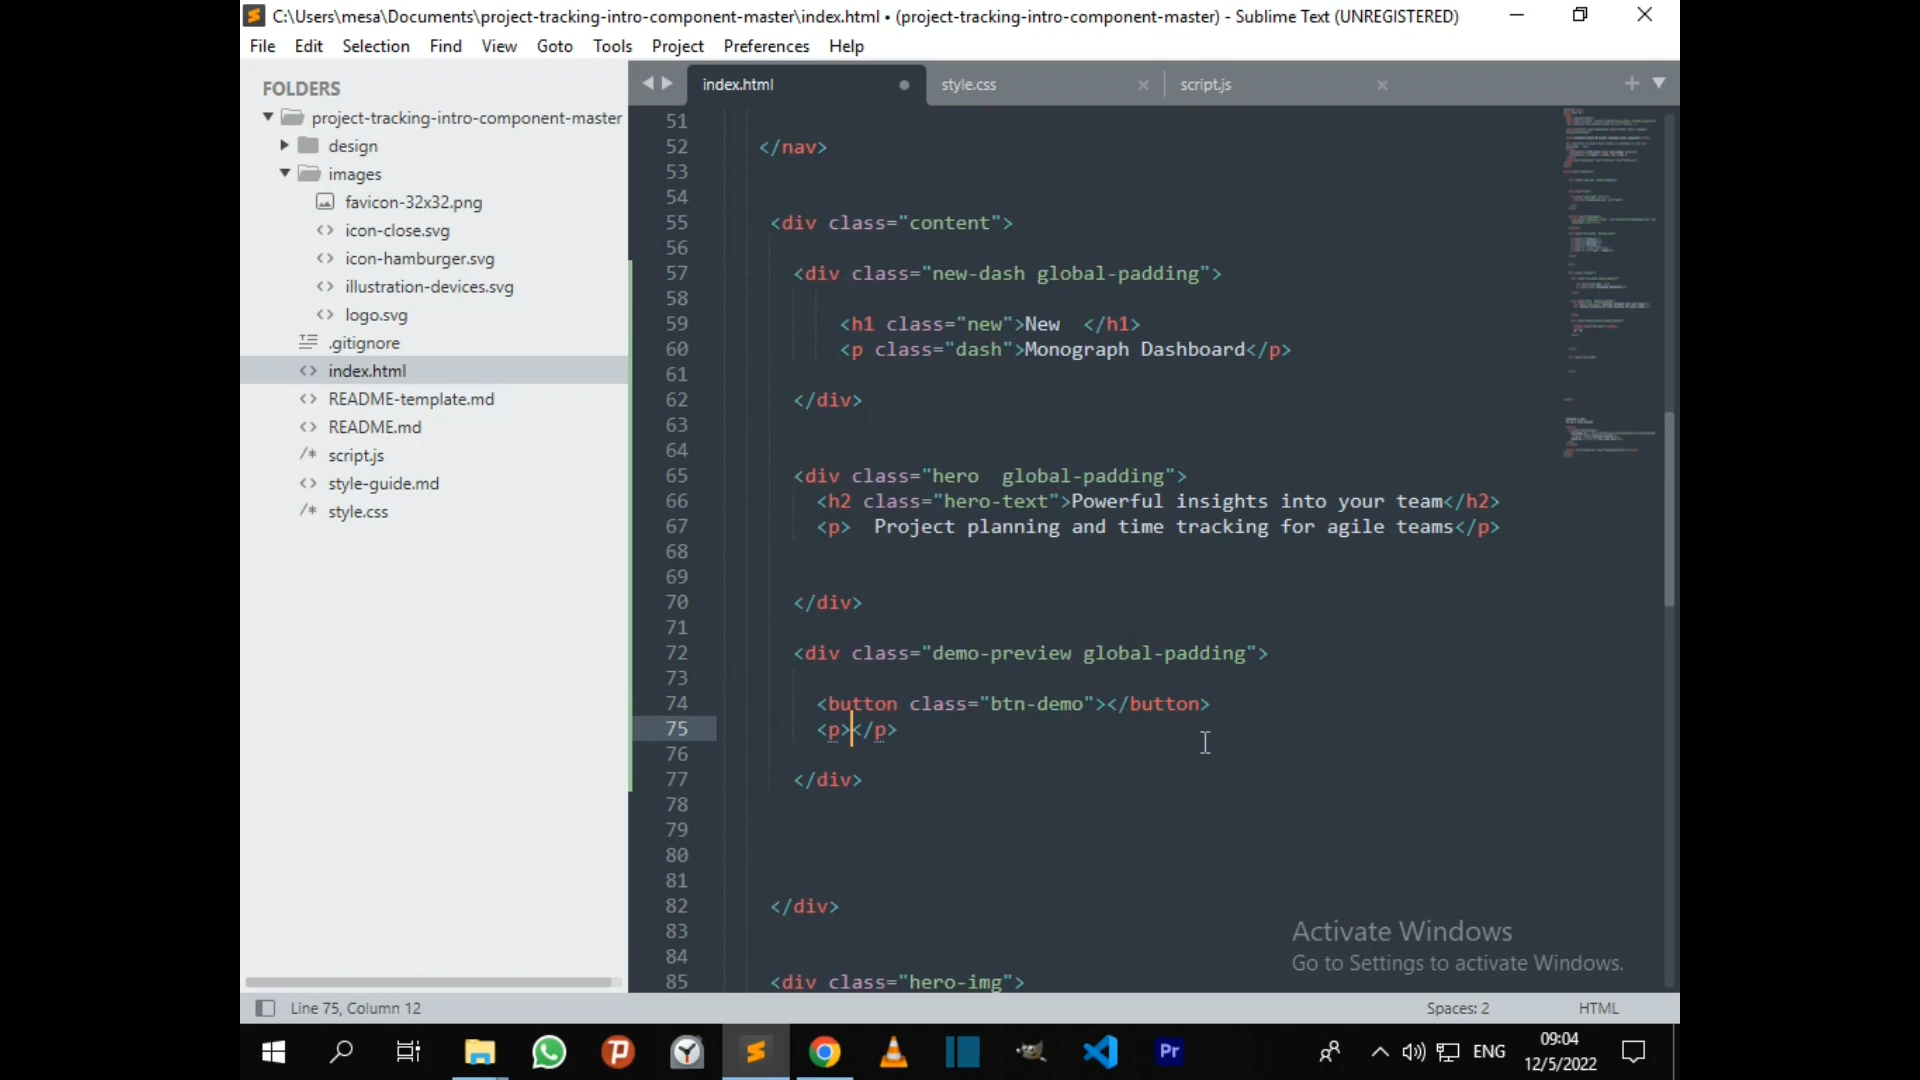 C:\Users\mesa\Documents\project-tracking-intro-component-master\index.html • (project-tracking-intro-component-master) - Sublime Text (UNREGISTERED)
File Edit Selection Find View Goto Tools Project Preferences Help
FOLDERS
project-tracking-intro-component-master
design
images
favicon-32x32.png
icon-close.svg
icon-hamburger.svg
illustration-devices.svg
logo.svg
.gitignore
index.html
README-template.md
README.md
script.js
style-guide.md
style.css
index.html style.css script.js
51
52 </nav>
53
54
55 <div class="content">
56
57 <div class="new-dash global-padding">
58
59 <h1 class="new">New  </h1>
60 <p class="dash">Monograph Dashboard</p>
61
62 </div>
63
64
65 <div class="hero  global-padding">
66 <h2 class="hero-text">Powerful insights into your team</h2>
67 <p>  Project planning and time tracking for agile teams</p>
68
69
70 </div>
71
72 <div class="demo-preview global-padding">
73
74 <button class="btn-demo"></button>
75 <p></p>
76
77 </div>
78
79
80
81
82 </div>
83
84
85 <div class="hero-img">
Activate Windows
Go to Settings to activate Windows.
Line 75, Column 12 Spaces: 2 HTML
ENG
09:04
12/5/2022
Pr